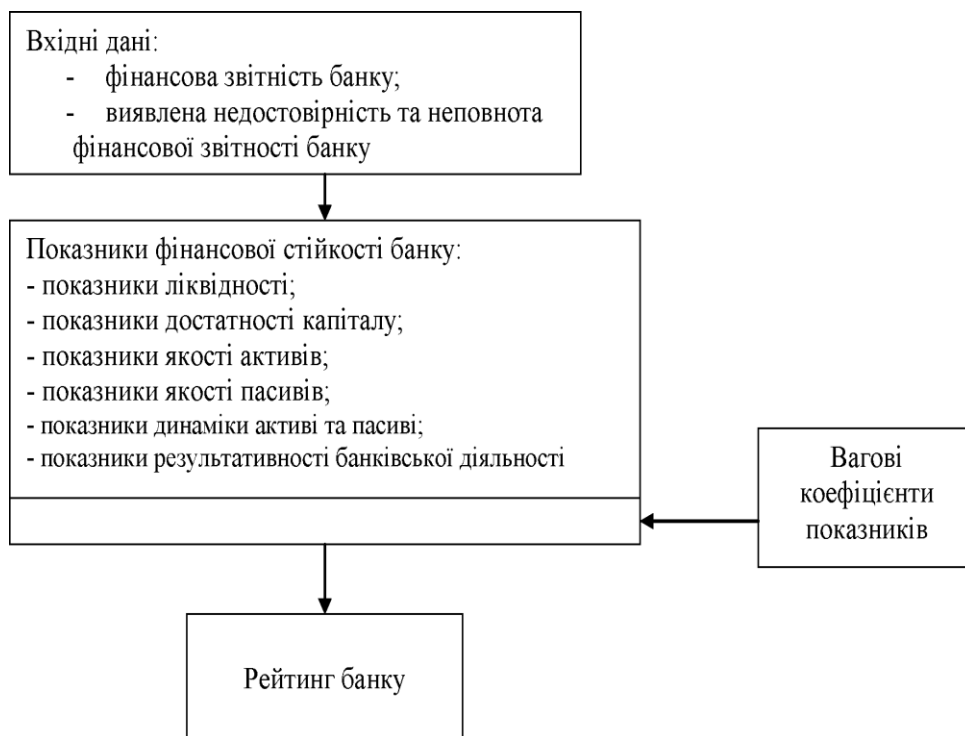 Вхідні дані:
- фінансова звітність банку;
- виявлена недостовірність та неповнота
фінансової звітності банку
Показники фінансової стійкості банку:
- показники ліквідності;
- показники достатності капіталу;
- показники якості активів;
- показники якості пасивів;
- показники динаміки активі та пасиві;
- показники результативності банківської діяльності
Вагові
коефіцієнти
показників
Рейтинг банку